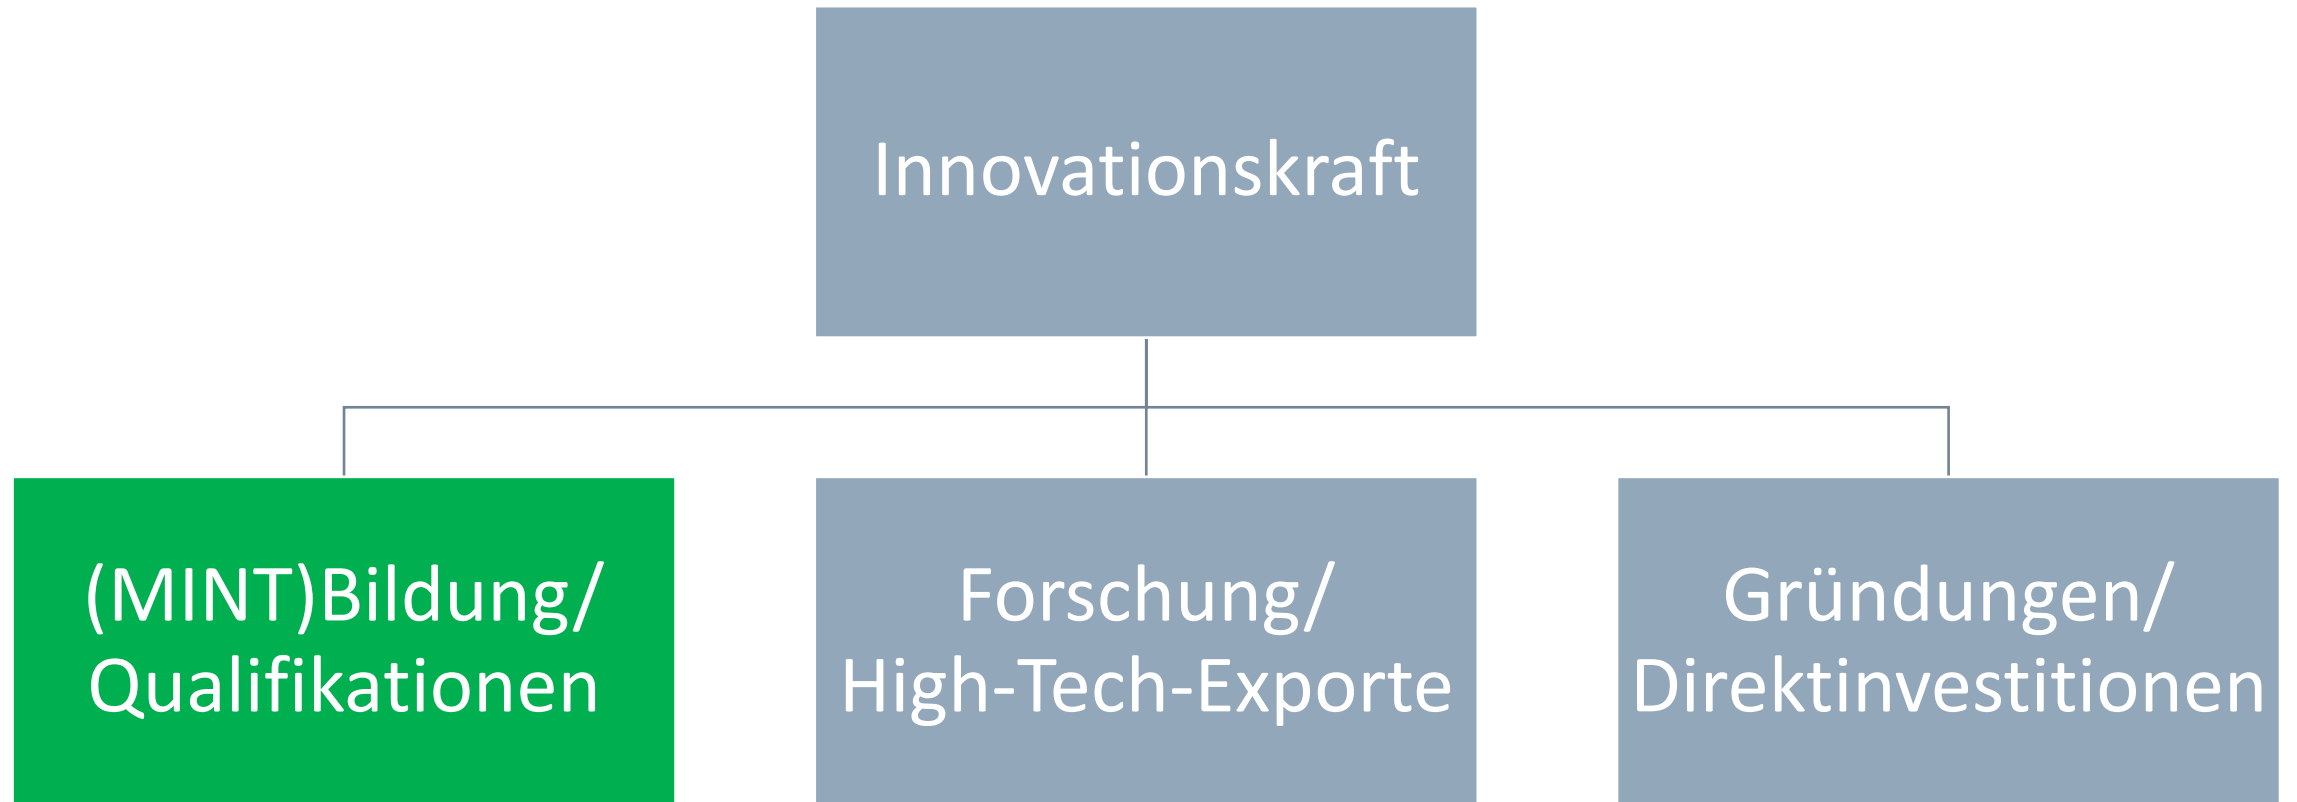 Innovationskraft
(MINT)Bildung/
Qualifikationen
Forschung/
High-Tech-Exporte
Gründungen/
Direktinvestitionen